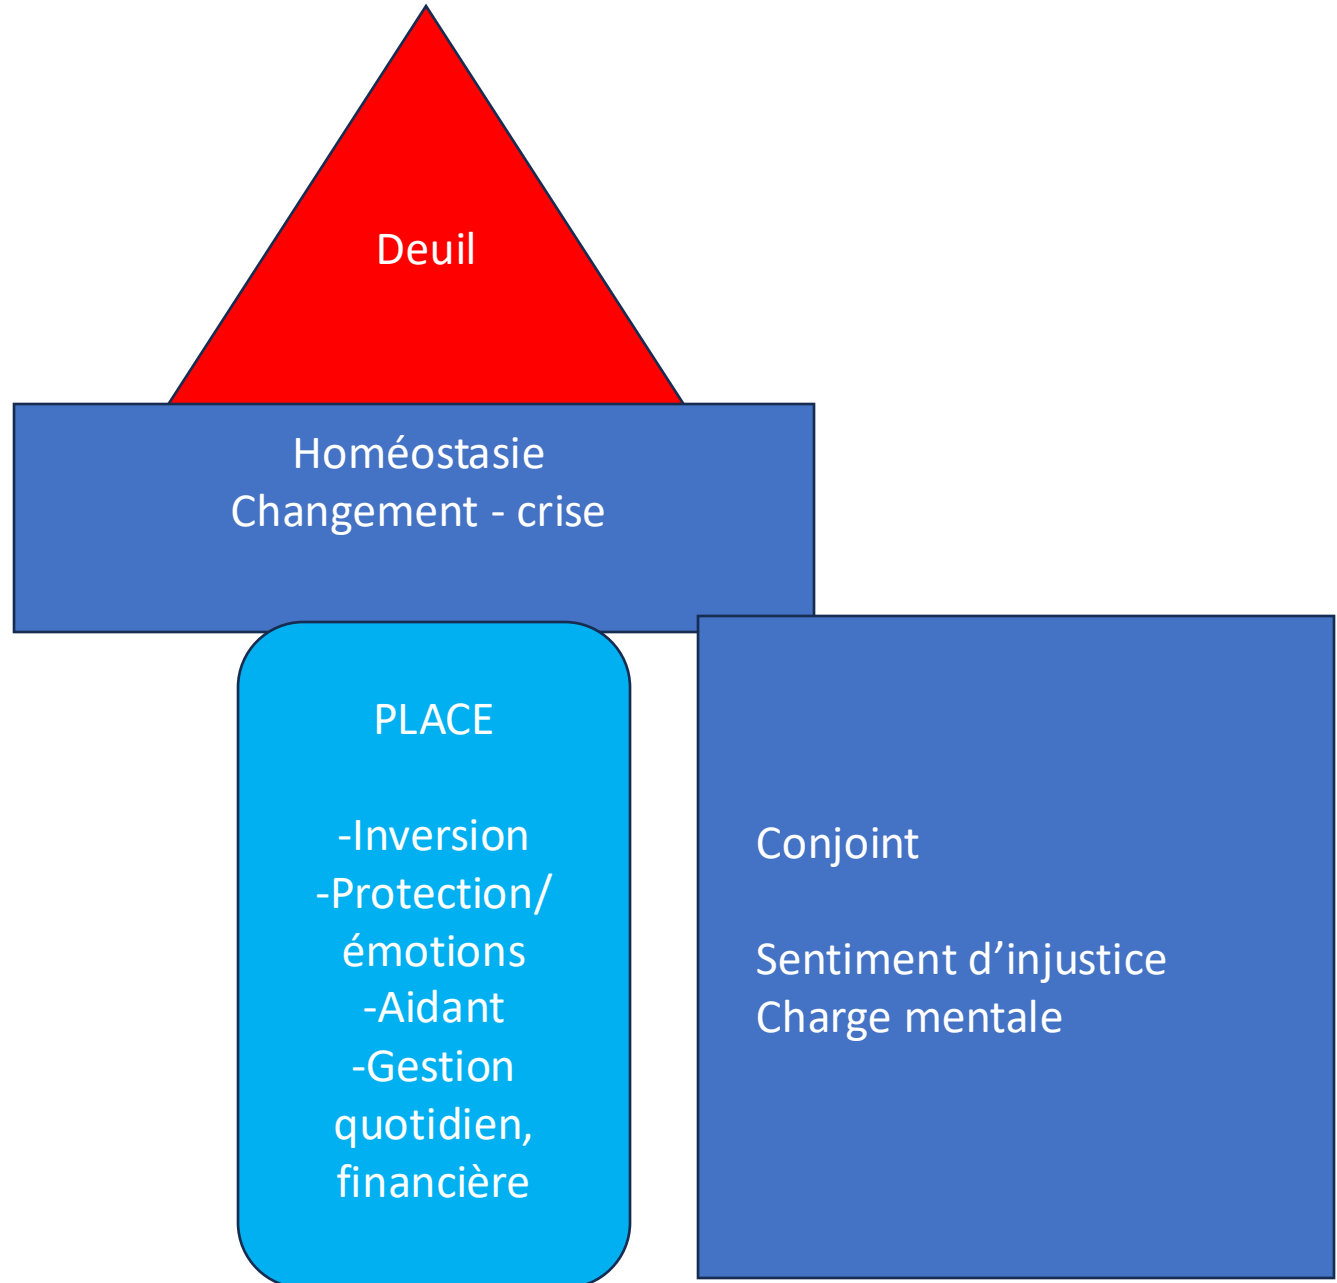 Deuil
Homéostasie
Changement - crise
PLACE
-Inversion
-Protection/
émotions
-Aidant
-Gestion
quotidien,
financière
Conjoint
Sentiment d’injustice
Charge mentale